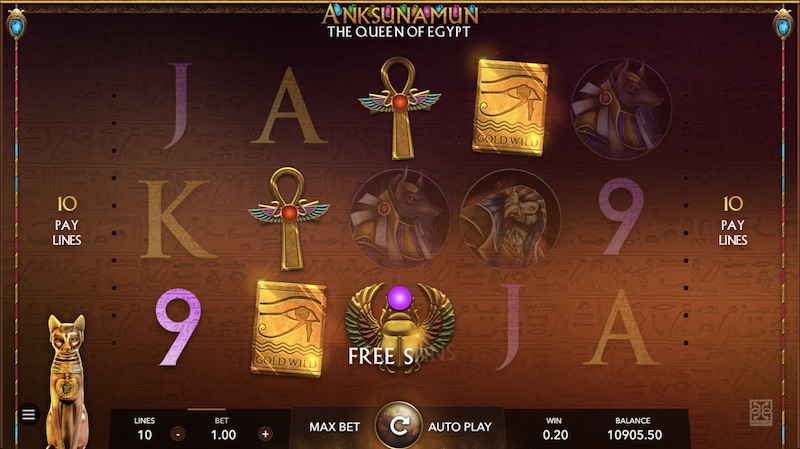 ANKSUNAMUN
THE QUEEN OF EGYPT
J A GOLD WILD
10
PAY
LINES
K 9
10
PAY
LINES
9 GOLD WILD FREE SPINS J A
LINES
10 -
BET
1.00 +
MAX BET
AUTO PLAY
WIN
0.20
BALANCE
10905.50